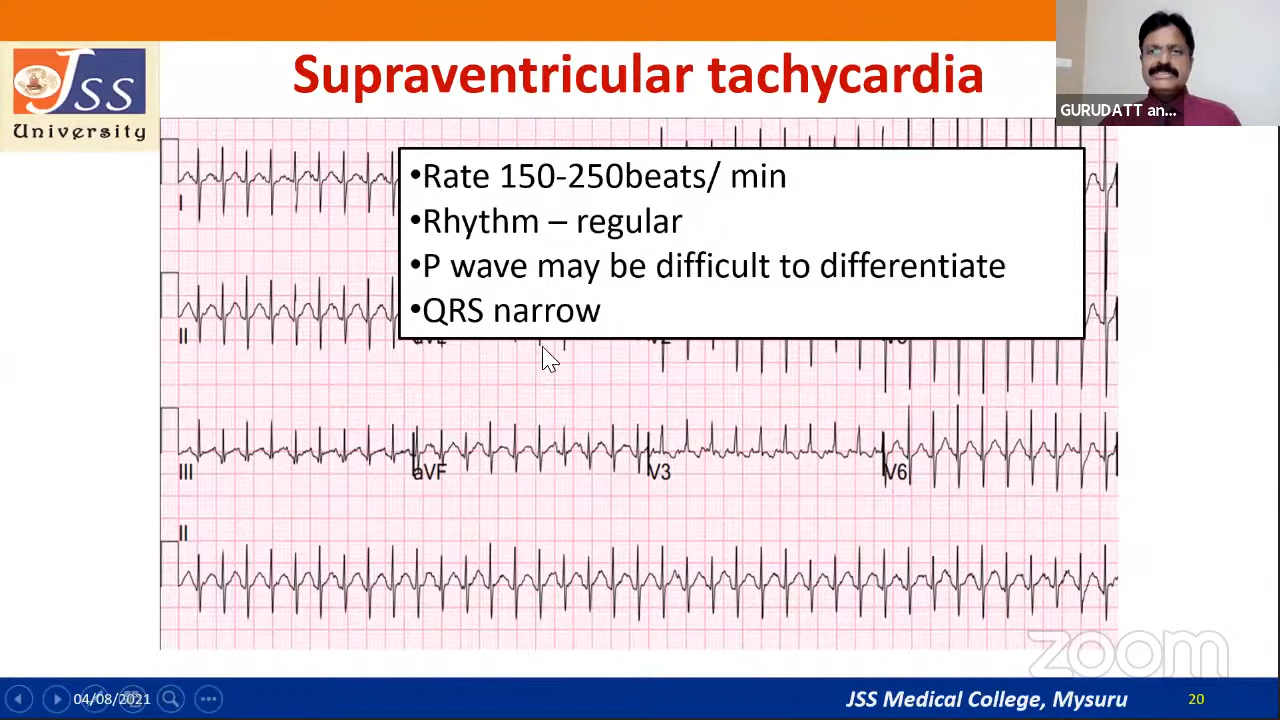 Supraventricular tachycardia
JSS
University
GURUDATT an...
•Rate 150-250beats/ min
•Rhythm – regular
•P wave may be difficult to differentiate
•QRS narrow
I
II
III
aVF
V3
V6
II
zoom
04/08/2021
JSS Medical College, Mysuru
20